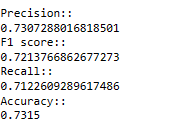 Precision::
0.7307288016818501
F1 score::
0.7213766862677273
Recall::
0.7122609289617486
Accuracy::
0.7315